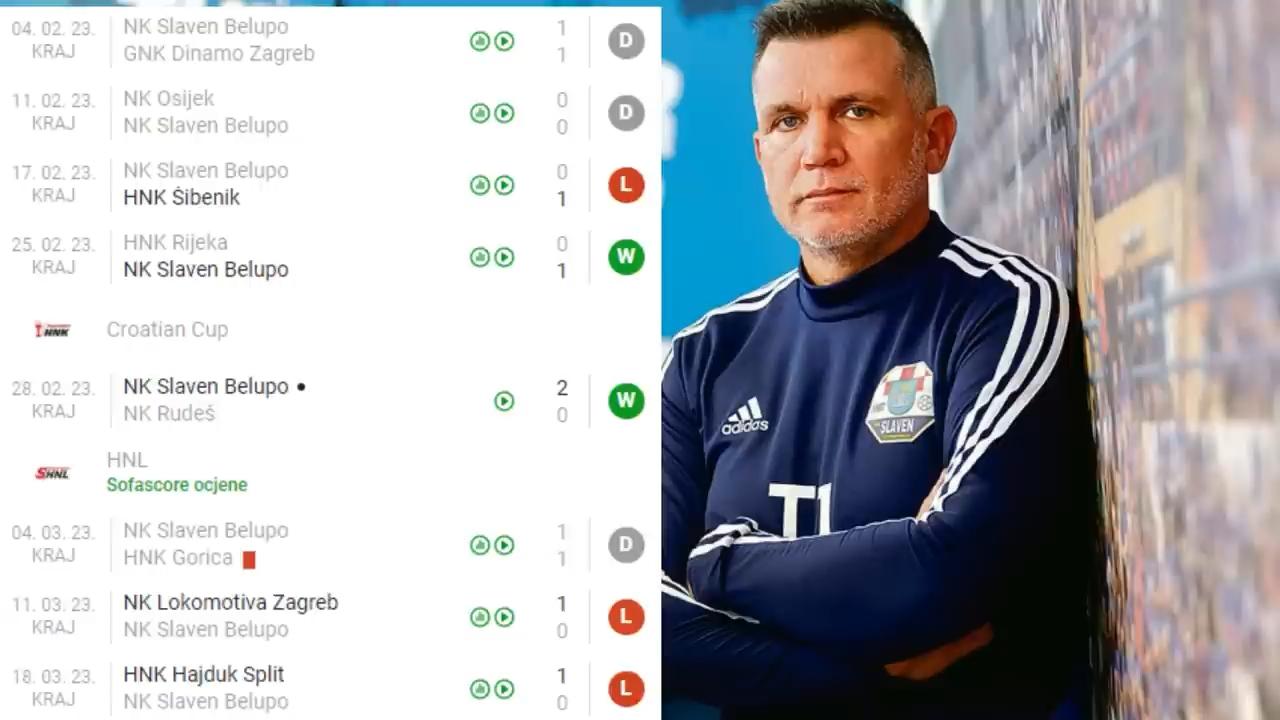 04. 02. 23.
KRAJ
NK Slaven Belupo
GNK Dinamo Zagreb
1
1
D
11. 02. 23.
KRAJ
NK Osijek
NK Slaven Belupo
0
0
D
17. 02. 23.
KRAJ
NK Slaven Belupo
HNK Šibenik
0
1
L
25. 02. 23.
KRAJ
HNK Rijeka
NK Slaven Belupo
0
1
W
HNK
Croatian Cup
28. 02. 23.
KRAJ
NK Slaven Belupo •
NK Rudeš
2
0
W
SHNL
HNL
Sofascore ocjene
04. 03. 23.
KRAJ
NK Slaven Belupo
HNK Gorica
1
1
D
11. 03. 23.
KRAJ
NK Lokomotiva Zagreb
NK Slaven Belupo
1
0
L
18. 03. 23.
KRAJ
HNK Hajduk Split
NK Slaven Belupo
1
0
L
adidas
SLAVEN
T1